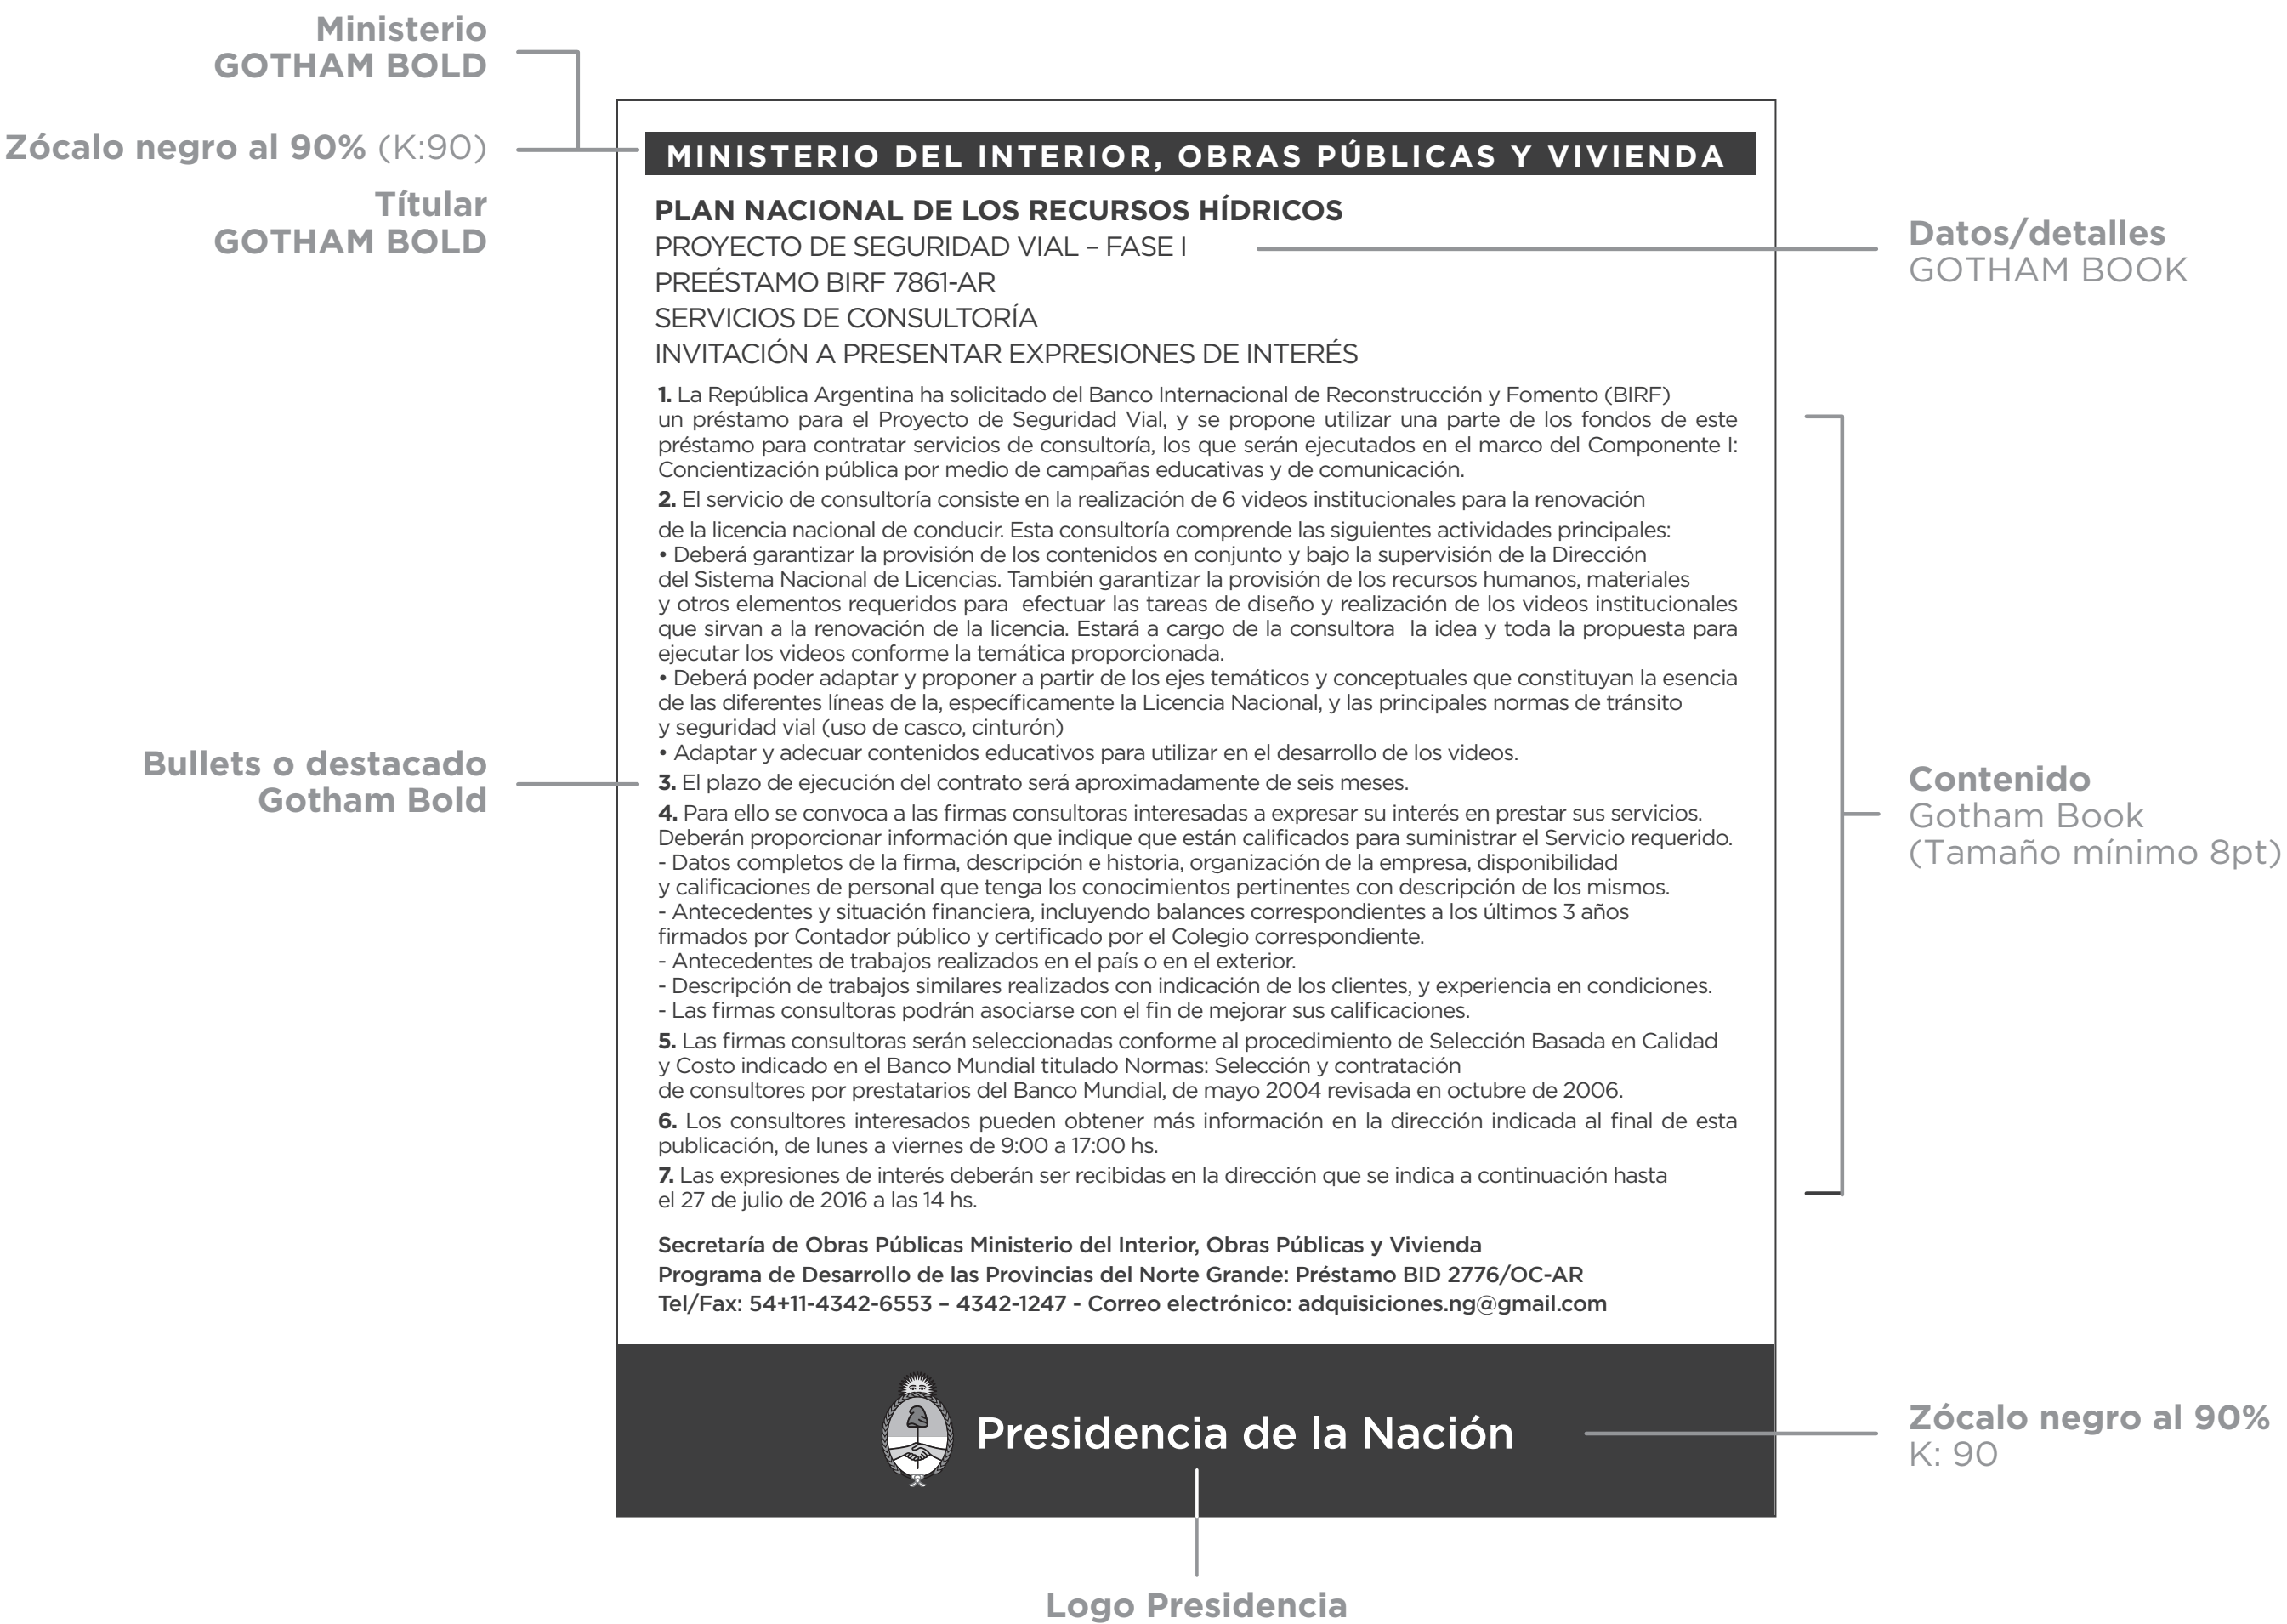 Ministerio
GOTHAM BOLD
Zócalo negro al 90% (K:90)
Títular
GOTHAM BOLD
MINISTERIO DEL INTERIOR, OBRAS PÚBLICAS Y VIVIENDA
PLAN NACIONAL DE LOS RECURSOS HÍDRICOS
PROYECTO DE SEGURIDAD VIAL – FASE I
PREÉSTAMO BIRF 7861-AR
SERVICIOS DE CONSULTORÍA
INVITACIÓN A PRESENTAR EXPRESIONES DE INTERÉS
Datos/detalles
GOTHAM BOOK
1. La República Argentina ha solicitado del Banco Internacional de Reconstrucción y Fomento (BIRF)
un préstamo para el Proyecto de Seguridad Vial, y se propone utilizar una parte de los fondos de este
préstamo para contratar servicios de consultoría, los que serán ejecutados en el marco del Componente I:
Concientización pública por medio de campañas educativas y de comunicación.
2. El servicio de consultoría consiste en la realización de 6 videos institucionales para la renovación
de la licencia nacional de conducir. Esta consultoría comprende las siguientes actividades principales:
• Deberá garantizar la provisión de los contenidos en conjunto y bajo la supervisión de la Dirección
del Sistema Nacional de Licencias. También garantizar la provisión de los recursos humanos, materiales
y otros elementos requeridos para  efectuar las tareas de diseño y realización de los videos institucionales
que sirvan a la renovación de la licencia. Estará a cargo de la consultora  la idea y toda la propuesta para
ejecutar los videos conforme la temática proporcionada.
• Deberá poder adaptar y proponer a partir de los ejes temáticos y conceptuales que constituyan la esencia
de las diferentes líneas de la, específicamente la Licencia Nacional, y las principales normas de tránsito
y seguridad vial (uso de casco, cinturón)
• Adaptar y adecuar contenidos educativos para utilizar en el desarrollo de los videos.
3. El plazo de ejecución del contrato será aproximadamente de seis meses.
4. Para ello se convoca a las firmas consultoras interesadas a expresar su interés en prestar sus servicios.
Deberán proporcionar información que indique que están calificados para suministrar el Servicio requerido.
- Datos completos de la firma, descripción e historia, organización de la empresa, disponibilidad
y calificaciones de personal que tenga los conocimientos pertinentes con descripción de los mismos.
- Antecedentes y situación financiera, incluyendo balances correspondientes a los últimos 3 años
firmados por Contador público y certificado por el Colegio correspondiente.
- Antecedentes de trabajos realizados en el país o en el exterior.
- Descripción de trabajos similares realizados con indicación de los clientes, y experiencia en condiciones.
- Las firmas consultoras podrán asociarse con el fin de mejorar sus calificaciones.
5. Las firmas consultoras serán seleccionadas conforme al procedimiento de Selección Basada en Calidad
y Costo indicado en el Banco Mundial titulado Normas: Selección y contratación
de consultores por prestatarios del Banco Mundial, de mayo 2004 revisada en octubre de 2006.
6. Los consultores interesados pueden obtener más información en la dirección indicada al final de esta
publicación, de lunes a viernes de 9:00 a 17:00 hs.
7. Las expresiones de interés deberán ser recibidas en la dirección que se indica a continuación hasta
el 27 de julio de 2016 a las 14 hs.
Bullets o destacado
Gotham Bold
Contenido
Gotham Book
(Tamaño mínimo 8pt)
Secretaría de Obras Públicas Ministerio del Interior, Obras Públicas y Vivienda
Programa de Desarrollo de las Provincias del Norte Grande: Préstamo BID 2776/OC-AR
Tel/Fax: 54+11-4342-6553 – 4342-1247 - Correo electrónico: adquisiciones.ng@gmail.com
Presidencia de la Nación
Zócalo negro al 90%
K: 90
Logo Presidencia